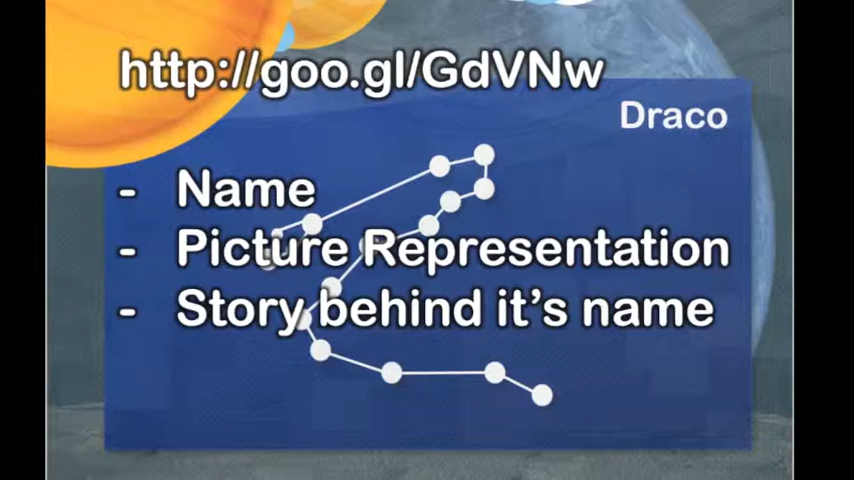 http://goo.gl/GdVNw
Draco
- Name
- Picture Representation
- Story behind it's name